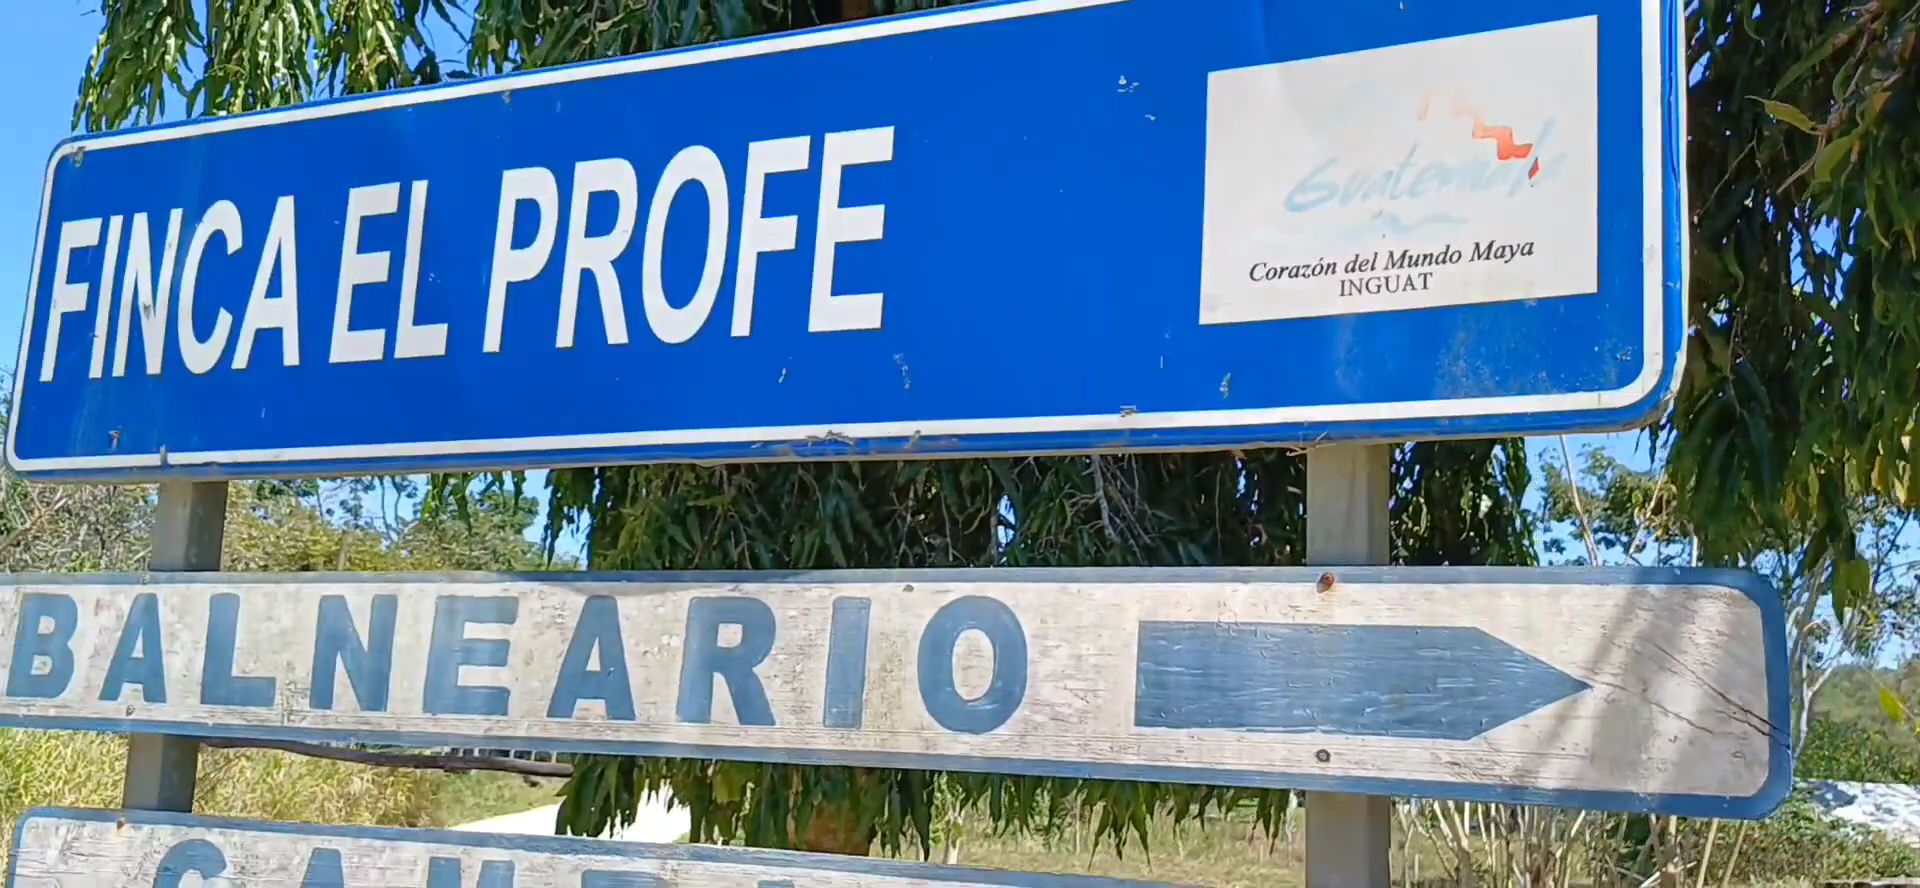 FINCA EL PROFE
Guatemala
Corazón del Mundo Maya
INGUAT
BALNEARIO